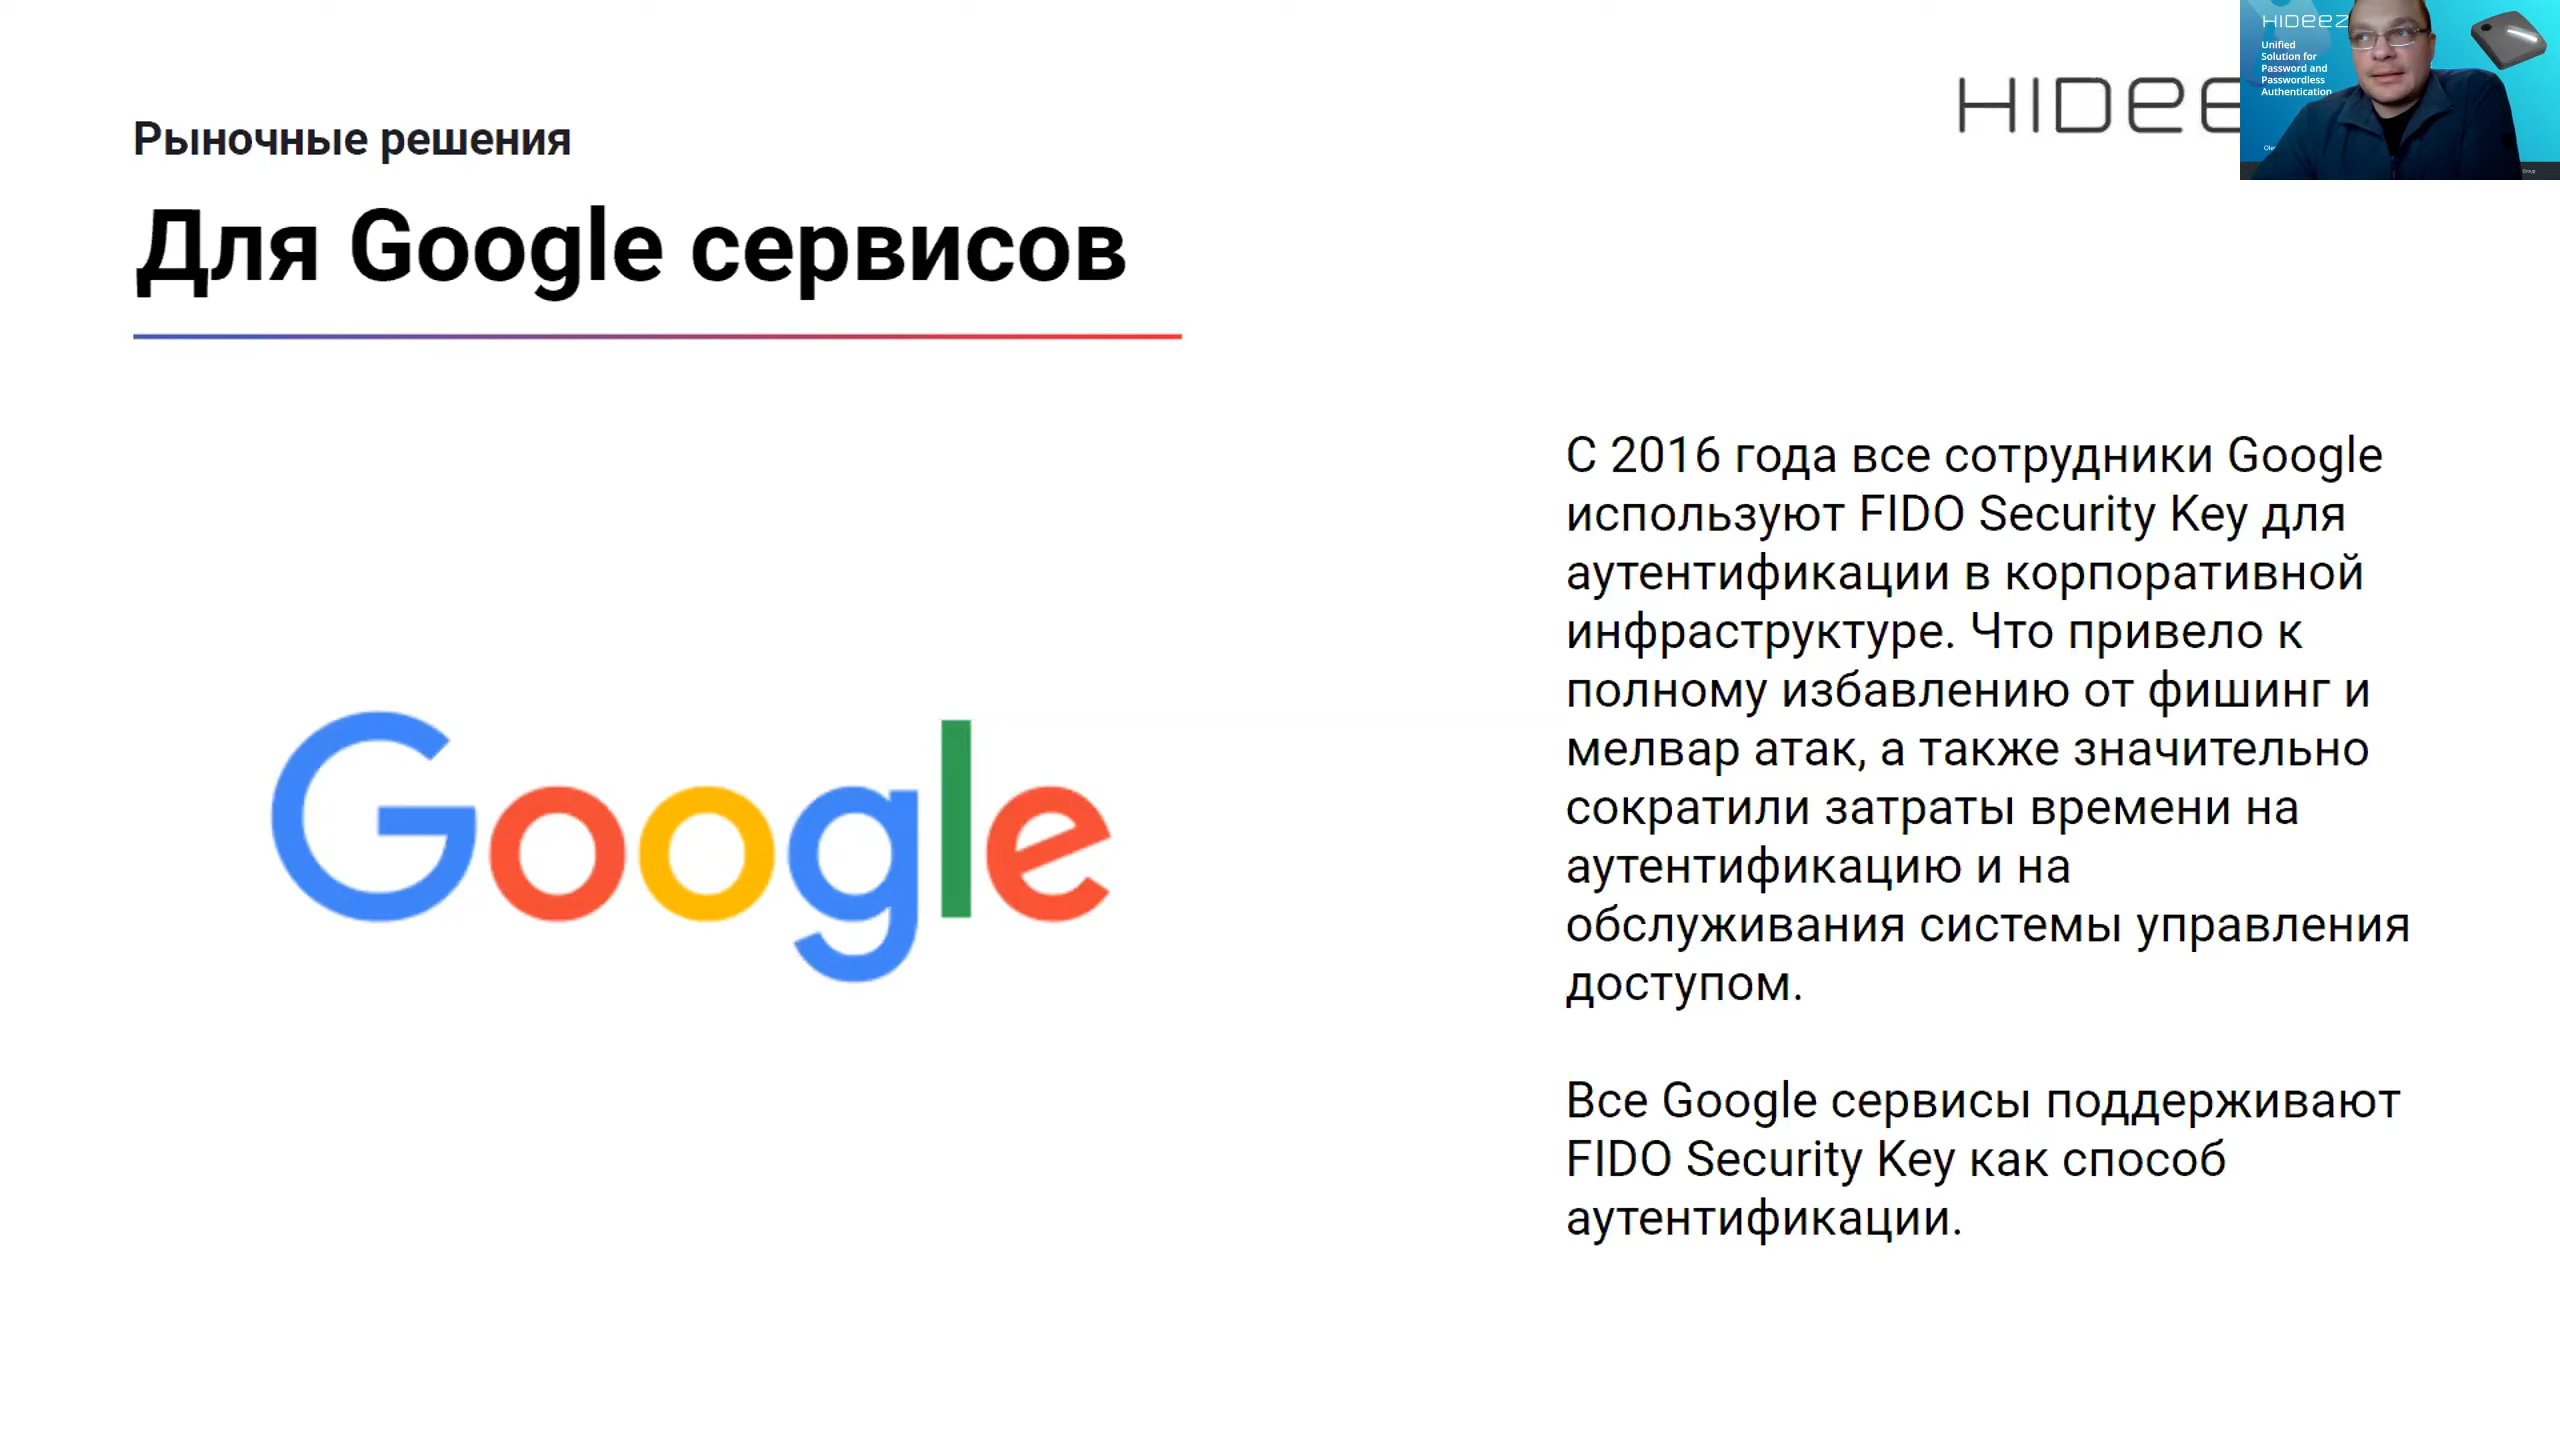 Рыночные решения
Для Google сервисов
HIDEE
HIDEEZ
Unified
Solution for
Password and
Passwordless
Authentication
Google
С 2016 года все сотрудники Google
используют FIDO Security Key для
аутентификации в корпоративной
инфраструктуре. Что привело к
полному избавлению от фишинг и
мелвар атак, а также значительно
сократили затраты времени на
аутентификацию и на
обслуживания системы управления
доступом.
Все Google сервисы поддерживают
FIDO Security Key как способ
аутентификации.